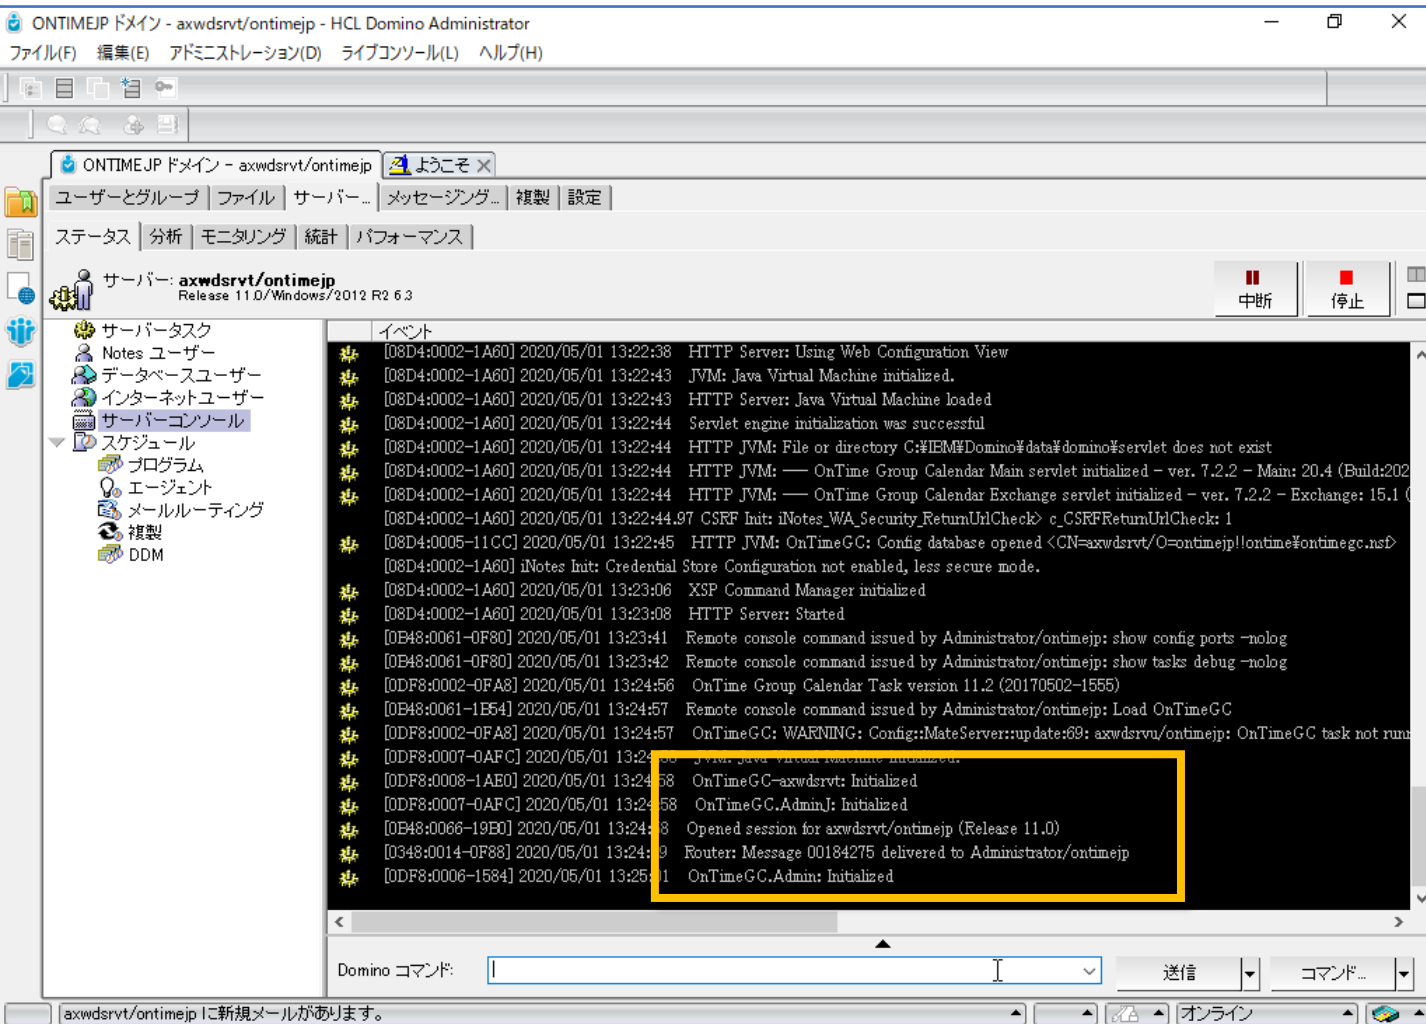 ONTIMEJP ドメイン - axwdsrvt/ontimejp - HCL Domino Administrator
ファイル(F) 編集(E) アドミニストレーション(D) ライブコンソール(L) ヘルプ(H)
ONTIMEJP ドメイン - axwdsrvt/ontimejp ようこそ
ユーザーとグループ ファイル サーバー... メッセージング... 複製 設定
ステータス 分析 モニタリング 統計 パフォーマンス
サーバー: axwdsrvt/ontimejp
Release 11.0/Windows/2012 R2 6.3
中断 停止
サーバータスク
Notes ユーザー
データベースユーザー
インターネットユーザー
サーバーコンソール
スケジュール
プログラム
エージェント
メールルーティング
複製
DDM
イベント
[08D4:0002-1A60] 2020/05/01 13:22:38 HTTP Server: Using Web Configuration View
[08D4:0002-1A60] 2020/05/01 13:22:43 JVM: Java Virtual Machine initialized.
[08D4:0002-1A60] 2020/05/01 13:22:43 HTTP Server: Java Virtual Machine loaded
[08D4:0002-1A60] 2020/05/01 13:22:44 Servlet engine initialization was successful
[08D4:0002-1A60] 2020/05/01 13:22:44 HTTP JVM: File or directory C:¥IBM¥Domino¥data¥domino¥servlet does not exist
[08D4:0002-1A60] 2020/05/01 13:22:44 HTTP JVM: --- OnTime Group Calendar Main servlet initialized - ver. 7.2.2 - Main: 20.4 (Build:202
[08D4:0002-1A60] 2020/05/01 13:22:44 HTTP JVM: --- OnTime Group Calendar Exchange servlet initialized - ver. 7.2.2 - Exchange: 15.1 (
[08D4:0002-1A60] 2020/05/01 13:22:44.97 CSRF Init: iNotes_WA_Security_ReturnUrlCheck> c_CSRFReturnUrlCheck: 1
[08D4:0005-11CC] 2020/05/01 13:22:45 HTTP JVM: OnTimeGC: Config database opened <CN=axwdsrvt/O=ontimejp!!ontime¥ontimegc.nsf>
[08D4:0002-1A60] iNotes Init: Credential Store Configuration not enabled, less secure mode.
[08D4:0002-1A60] 2020/05/01 13:23:06 XSP Command Manager initialized
[08D4:0002-1A60] 2020/05/01 13:23:08 HTTP Server: Started
[0B48:0061-0F80] 2020/05/01 13:23:41 Remote console command issued by Administrator/ontimejp: show config ports -nolog
[0B48:0061-0F80] 2020/05/01 13:23:42 Remote console command issued by Administrator/ontimejp: show tasks debug -nolog
[0DF8:0002-0FA8] 2020/05/01 13:24:56 OnTime Group Calendar Task version 11.2 (20170502-1555)
[0B48:0061-1B54] 2020/05/01 13:24:57 Remote console command issued by Administrator/ontimejp: Load OnTimeGC
[0DF8:0002-0FA8] 2020/05/01 13:24:57 OnTimeGC: WARNING: Config::MateServer::update:69: axwdsrvu/ontimejp: OnTimeGC task not runn
[0DF8:0007-0AFC] 2020/05/01 13:24:58 JVM: Java Virtual Machine initialized.
[0DF8:0008-1AE0] 2020/05/01 13:24:58 OnTimeGC-axwdsrvt: Initialized
[0DF8:0007-0AFC] 2020/05/01 13:24:58 OnTimeGC.AdminJ: Initialized
[0B48:0066-19B0] 2020/05/01 13:24:58 Opened session for axwdsrvt/ontimejp (Release 11.0)
[0348:0014-0F88] 2020/05/01 13:24:59 Router: Message 00184275 delivered to Administrator/ontimejp
[0DF8:0006-1584] 2020/05/01 13:25:01 OnTimeGC.Admin: Initialized
Domino コマンド: 送信 コマンド...
axwdsrvt/ontimejp に新規メールがあります。 オンライン